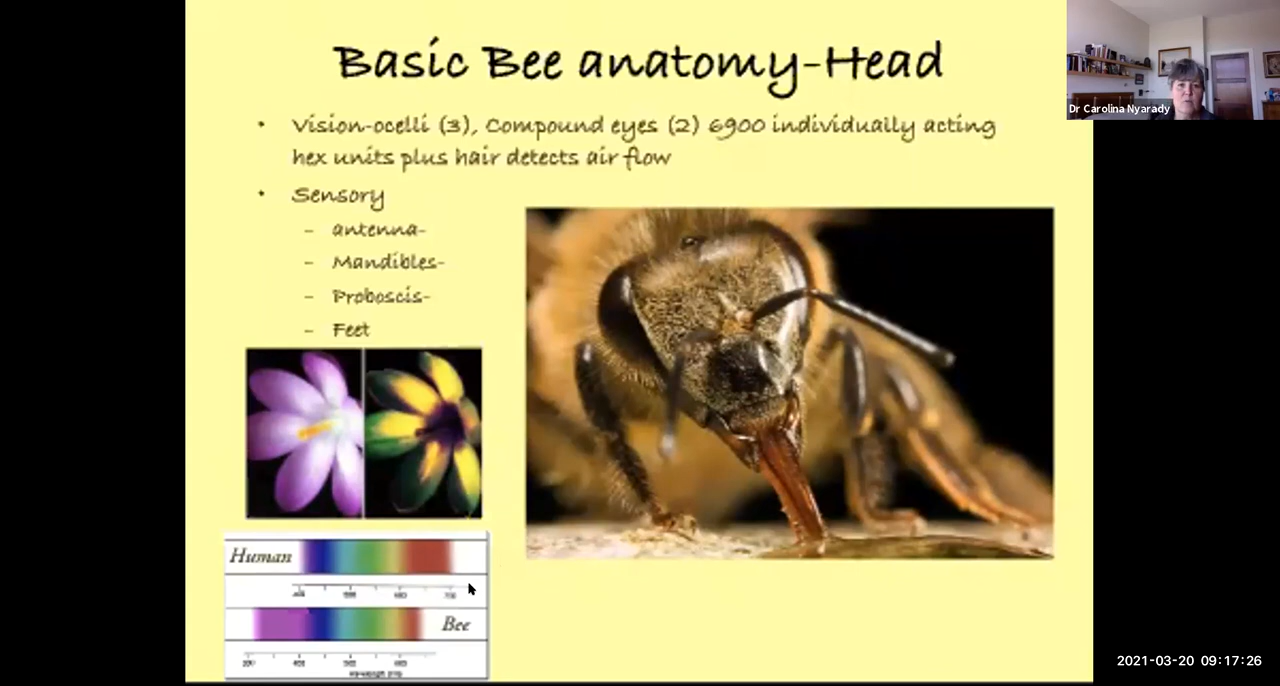 Basic Bee anatomy-Head
Dr Carolina Nyarady
• Vision-ocelli (3), Compound eyes (2) 6900 individually acting
hex units plus hair detects air flow
• Sensory
– antenna-
– Mandibles-
– Proboscis-
– Feet
Human
Bee
2021-03-20 09:17:26